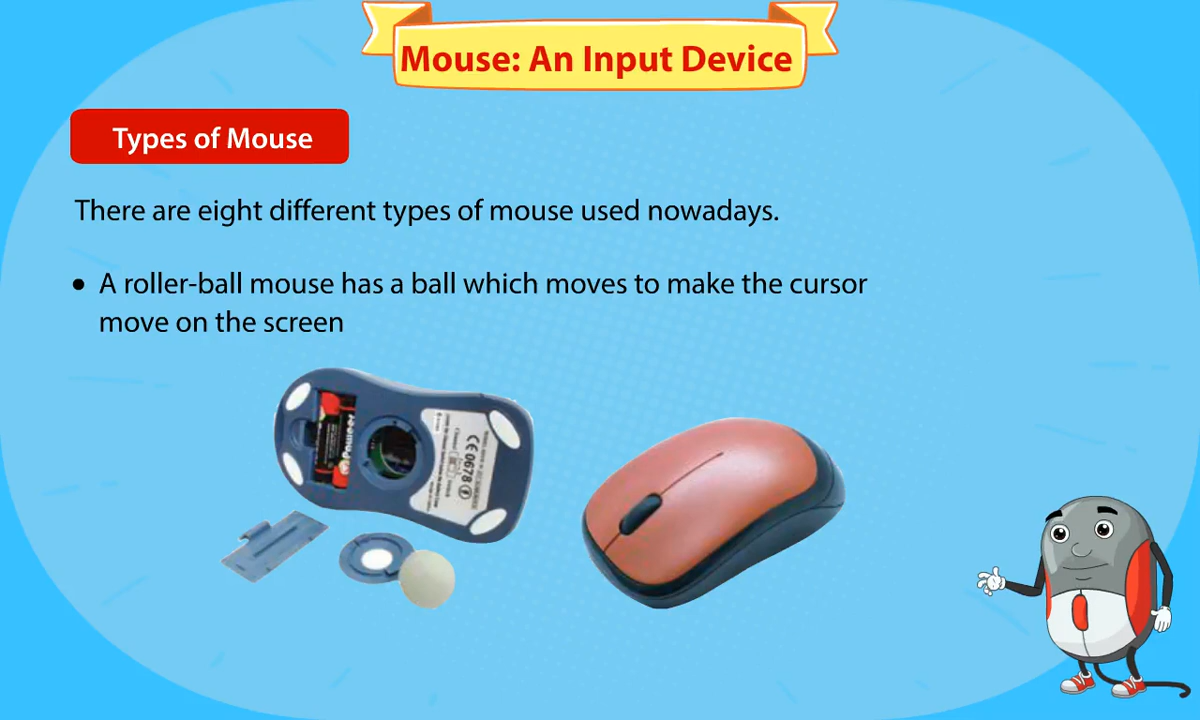 Mouse: An Input Device
Types of Mouse
There are eight different types of mouse used nowadays.
• A roller-ball mouse has a ball which moves to make the cursor
move on the screen
CE 0678